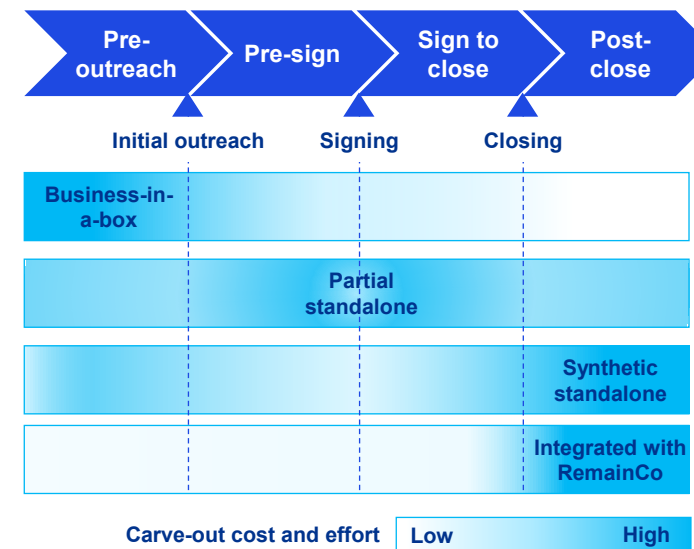 Pre-
outreach
Pre-sign
Sign to
close
Post-
close
Initial outreach
Signing
Closing
Business-in-
a-box
Partial
standalone
Synthetic
standalone
Integrated with
RemainCo
Carve-out cost and effort
Low
High